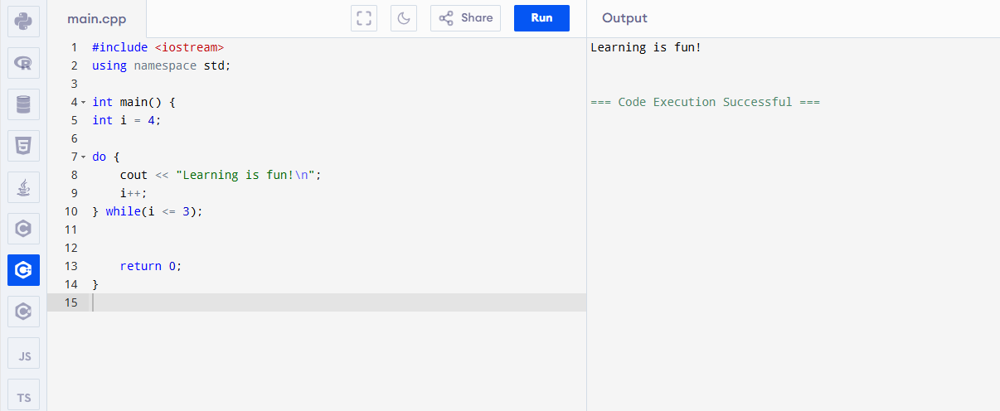 main.cpp
Share
Run
Output
1 #include <iostream>
2 using namespace std;
3
4 int main() {
5 int i = 4;
6
7 do {
8     cout << "Learning is fun!\n";
9     i++;
10 } while(i <= 3);
11
12
13     return 0;
14 }
15
Learning is fun!
=== Code Execution Successful ===
R
JS
TS